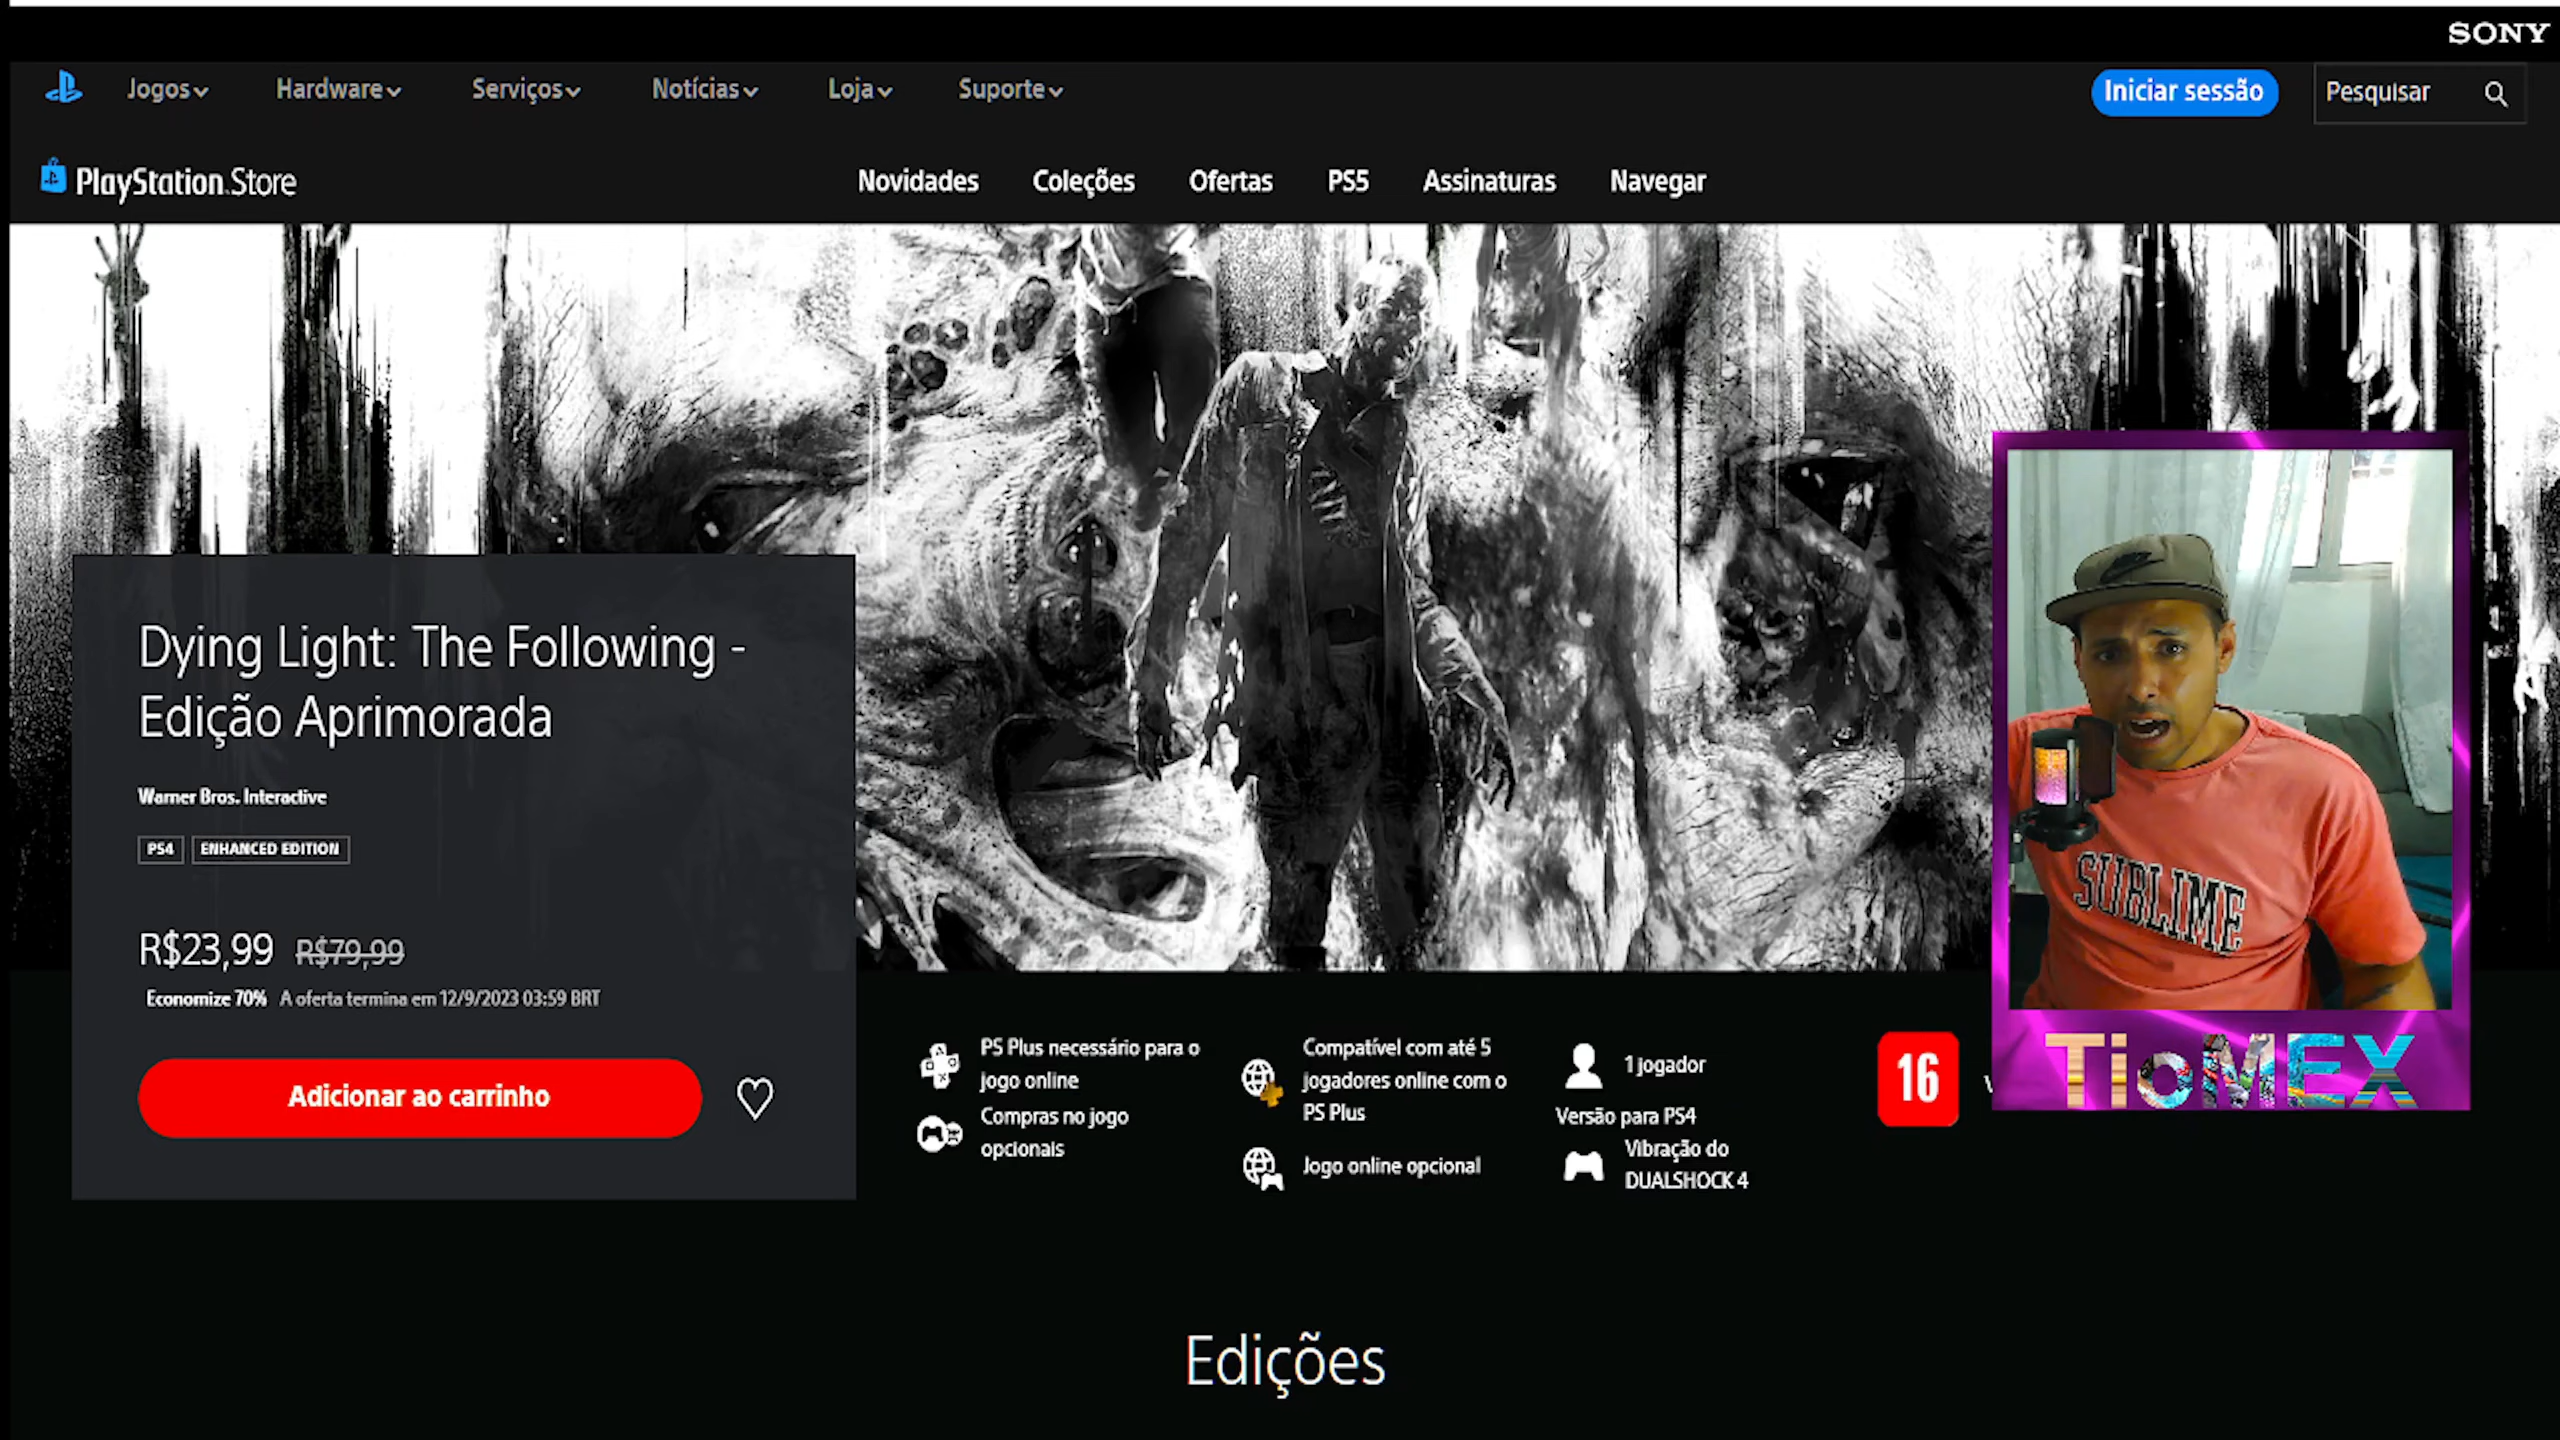 SONY
Jogos
Hardware
Serviços
Notícias
Loja
Suporte
Iniciar sessão
Pesquisar
PlayStation.Store
Novidades
Coleções
Ofertas
PS5
Assinaturas
Navegar
Dying Light: The Following -
Edição Aprimorada
Warner Bros. Interactive
PS4
ENHANCED EDITION
R$23,99 R$79,99
Economize 70% A oferta termina em 12/9/2023 03:59 BRT
Adicionar ao carrinho
PS Plus necessário para o
jogo online
Compras no jogo
opcionais
Compatível com até 5
jogadores online com o
PS Plus
Jogo online opcional
1 jogador
Versão para PS4
Vibração do
DUALSHOCK 4
16
SUBLIME
TioMEX
Edições